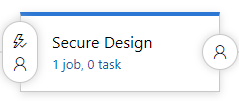 Secure Design
1 job, 0 task